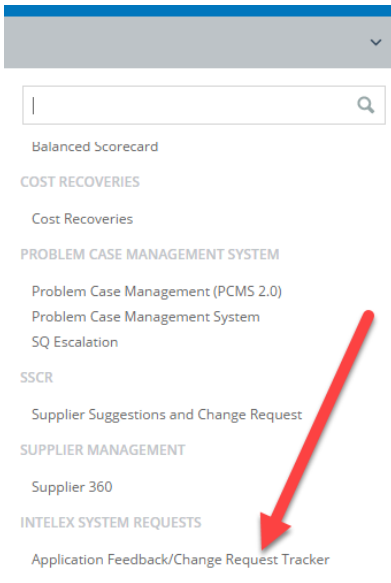 Balanced Scorecard
COST RECOVERIES
Cost Recoveries
PROBLEM CASE MANAGEMENT SYSTEM
Problem Case Management (PCMS 2.0)
Problem Case Management System
SQ Escalation
SSCR
Supplier Suggestions and Change Request
SUPPLIER MANAGEMENT
Supplier 360
INTELEX SYSTEM REQUESTS
Application Feedback/Change Request Tracker